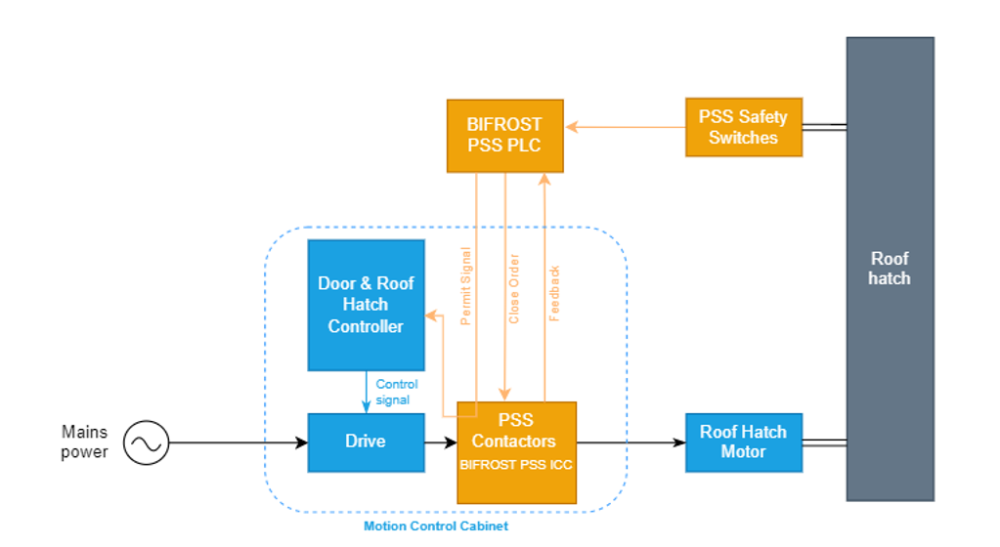 BIFROST
PSS PLC
PSS Safety
Switches
Roof
hatch
Permit Signal
Close Order
Feedback
Door & Roof
Hatch
Controller
Control
signal
Mains
power
Drive
PSS
Contactors
BIFROST PSS ICC
Roof Hatch
Motor
Motion Control Cabinet